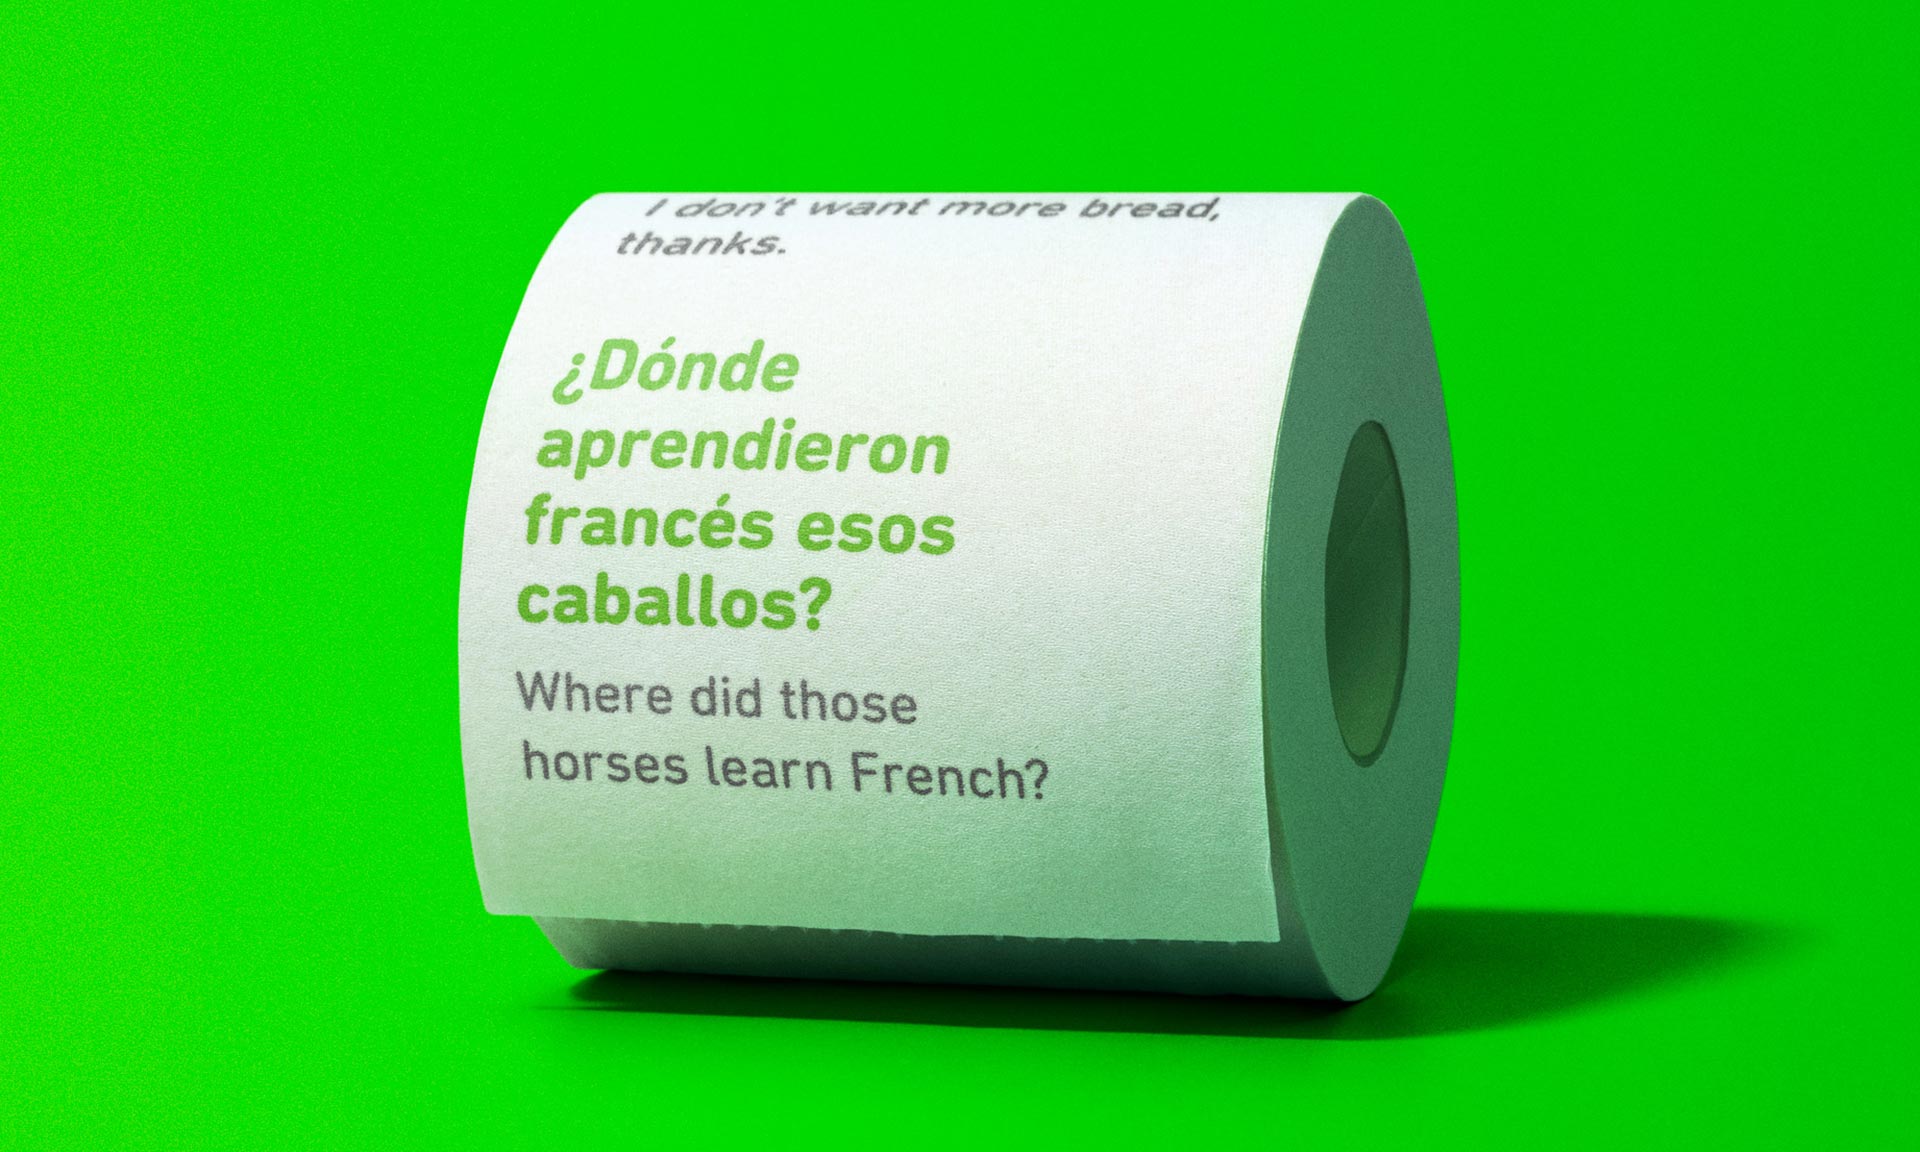 I don't want more bread,
thanks.
¿Dónde
aprendieron
francés esos
caballos?
Where did those
horses learn French?